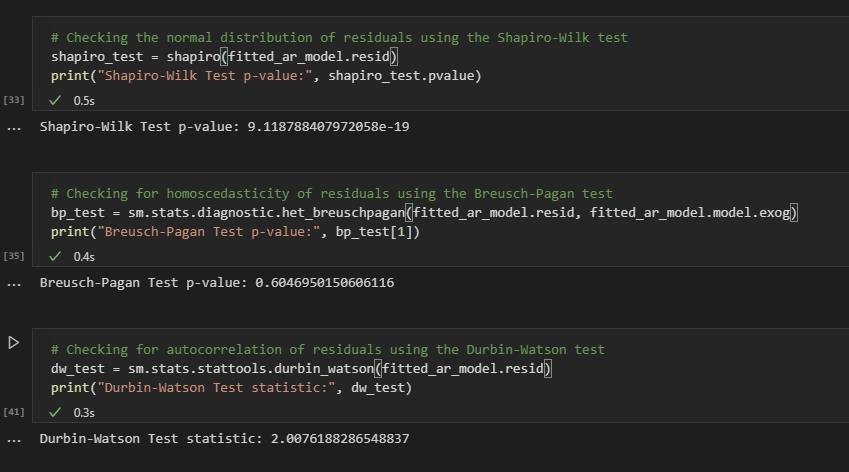 # Checking the normal distribution of residuals using the Shapiro-Wilk test
shapiro_test = shapiro(fitted_ar_model.resid)
print("Shapiro-Wilk Test p-value:", shapiro_test.pvalue)
[33] ✓ 0.5s
... Shapiro-Wilk Test p-value: 9.118788407972058e-19
# Checking for homoscedasticity of residuals using the Breusch-Pagan test
bp_test = sm.stats.diagnostic.het_breuschpagan(fitted_ar_model.resid, fitted_ar_model.model.exog)
print("Breusch-Pagan Test p-value:", bp_test[1])
[35] ✓ 0.4s
... Breusch-Pagan Test p-value: 0.6046950150606116
# Checking for autocorrelation of residuals using the Durbin-Watson test
dw_test = sm.stats.stattools.durbin_watson(fitted_ar_model.resid)
print("Durbin-Watson Test statistic:", dw_test)
[41] ✓ 0.3s
... Durbin-Watson Test statistic: 2.0076188286548837